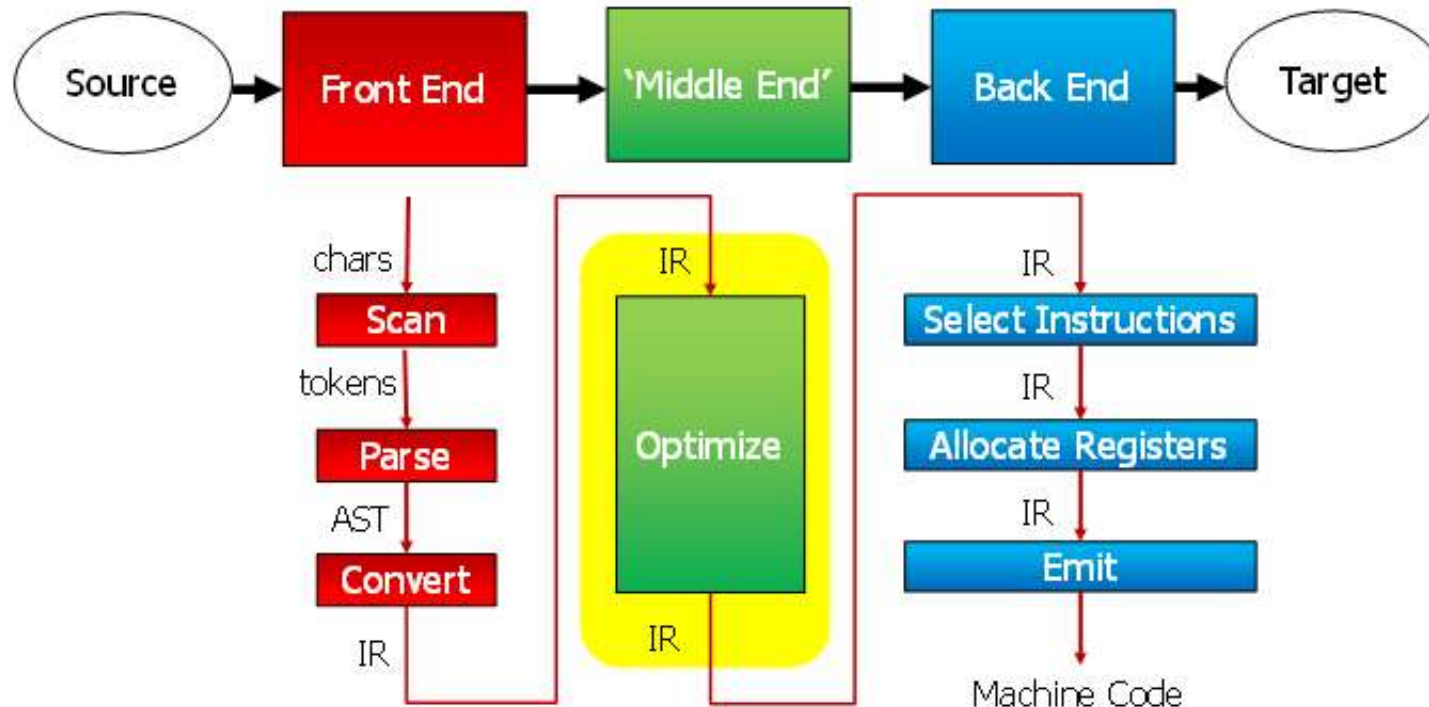 Source
Front End
‘Middle End’
Back End
Target
chars
Scan
tokens
Parse
AST
Convert
IR
IR
Optimize
IR
IR
Select Instructions
IR
Allocate Registers
IR
Emit
Machine Code